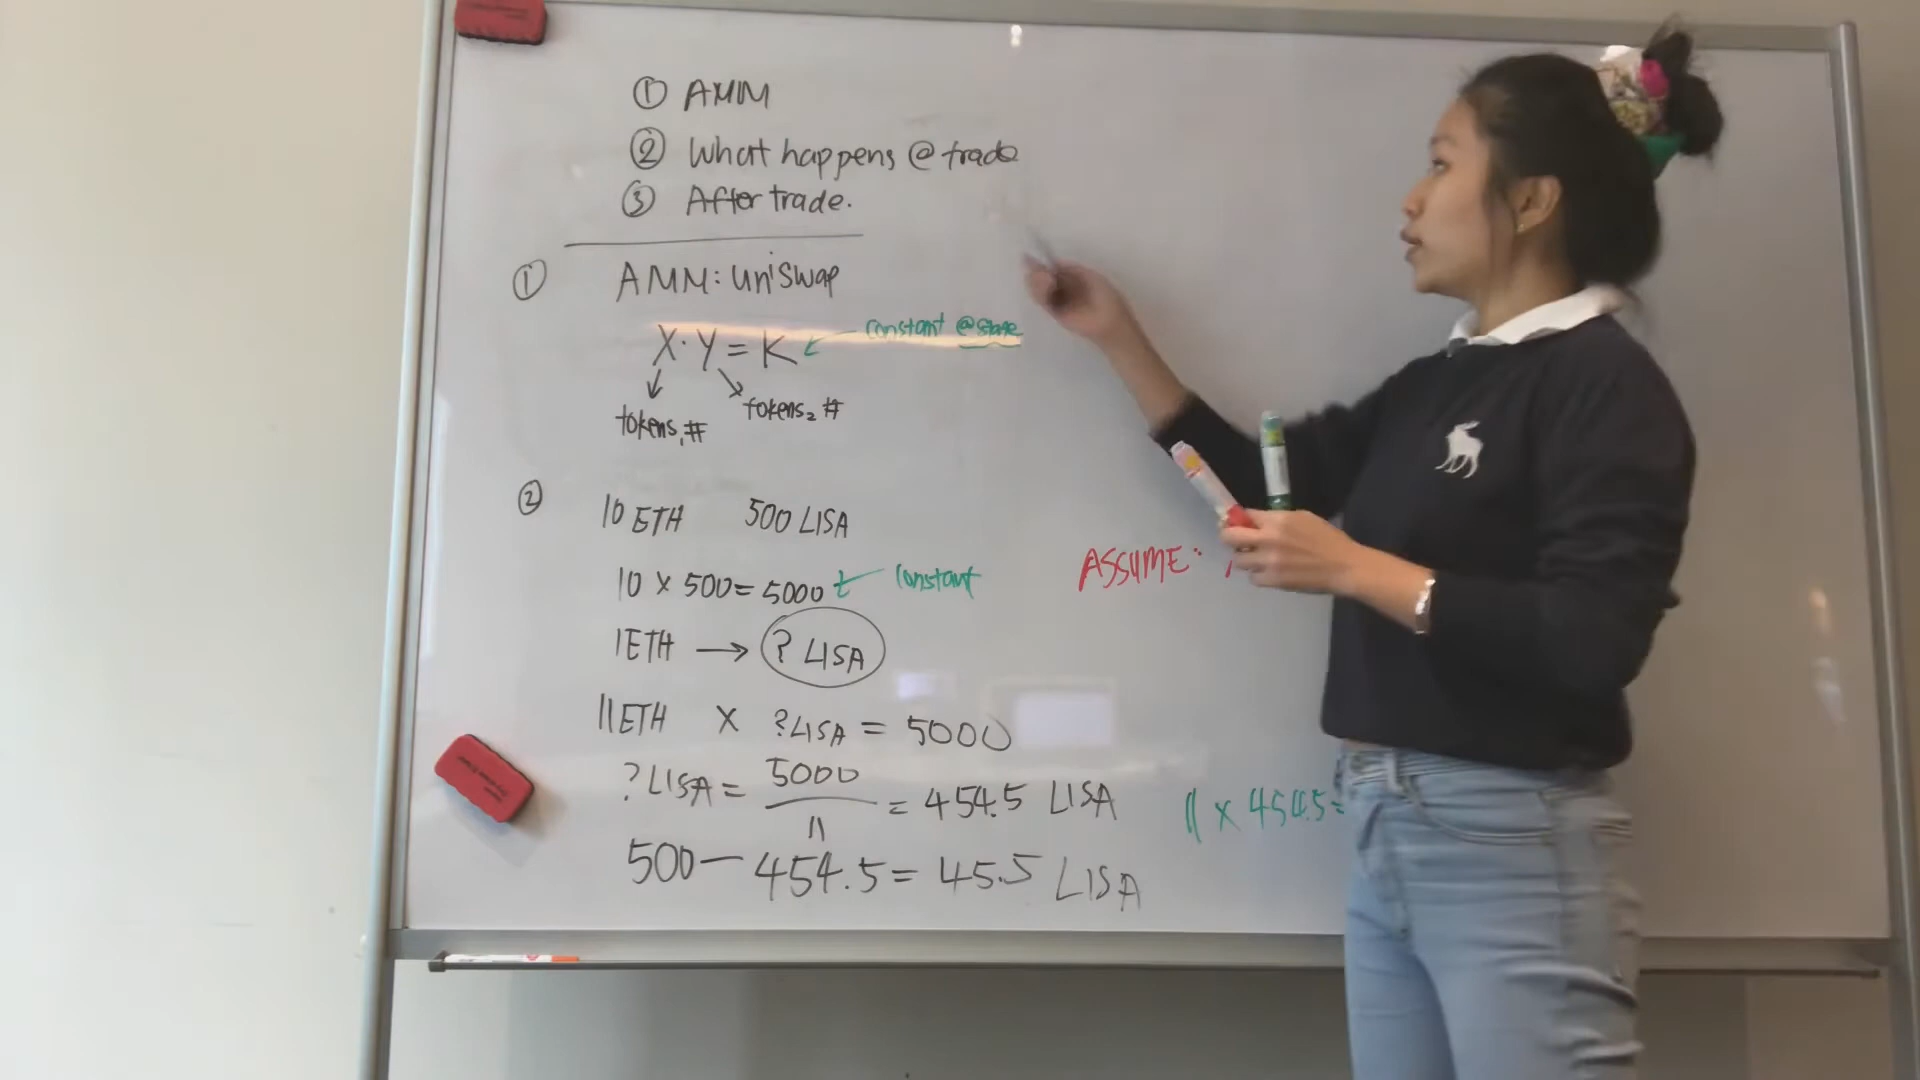 ① AMM
② What happens @ trade
③ After trade.
① AMM: Uniswap
X · Y = K ← constant @ stage
tokens₁ # tokens₂ #
② 10 ETH 500 LISA
10 x 500 = 5000 ← constant
1ETH → ? LISA
ASSUME:
11 ETH X ? LISA = 5000
? LISA = 5000 / 11 = 454.5 LISA
11 x 454.5 =
500 — 454.5 = 45.5 LISA